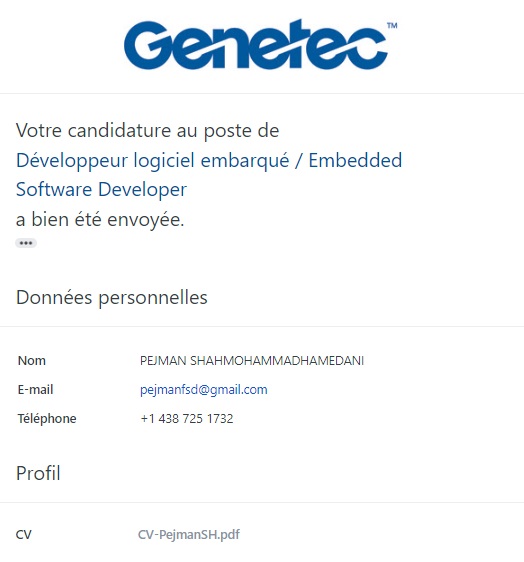 Genetec™
Votre candidature au poste de
Développeur logiciel embarqué / Embedded
Software Developer
a bien été envoyée.
•••
Données personnelles
Nom PEJMAN SHAHMOHAMMADHAMEDANI
E-mail pejmanfsd@gmail.com
Téléphone +1 438 725 1732
Profil
CV CV-PejmanSH.pdf